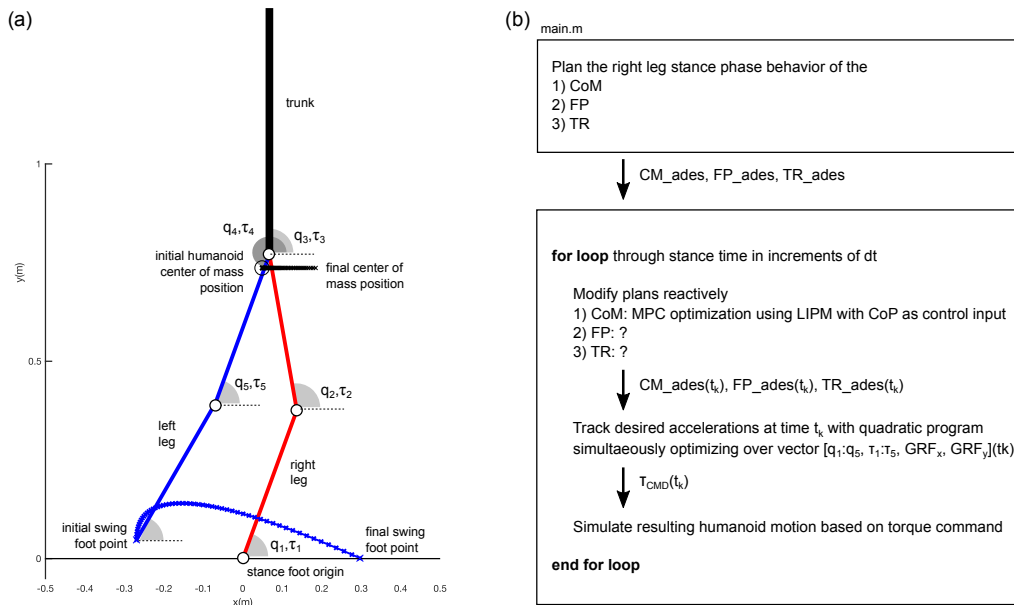 (a)
trunk
1
q4,τ4
q3,τ3
initial humanoid
center of mass
position
final center of
mass position
y(m)
0.5
q5,τ5
q2,τ2
left
leg
right
leg
initial swing
foot point
final swing
foot point
q1,τ1
0
stance foot origin
-0.5
-0.4
-0.3
-0.2
-0.1
0
0.1
0.2
0.3
0.4
0.5
x(m)
(b)
main.m
Plan the right leg stance phase behavior of the
1) CoM
2) FP
3) TR
CM_ades, FP_ades, TR_ades
for loop through stance time in increments of dt
Modify plans reactively
1) CoM: MPC optimization using LIPM with CoP as control input
2) FP: ?
3) TR: ?
CM_ades(tk), FP_ades(tk), TR_ades(tk)
Track desired accelerations at time tk with quadratic program
simultaeously optimizing over vector [q1:q5, τ1:τ5, GRFx, GRFy](tk)
τCMD(tk)
Simulate resulting humanoid motion based on torque command
end for loop